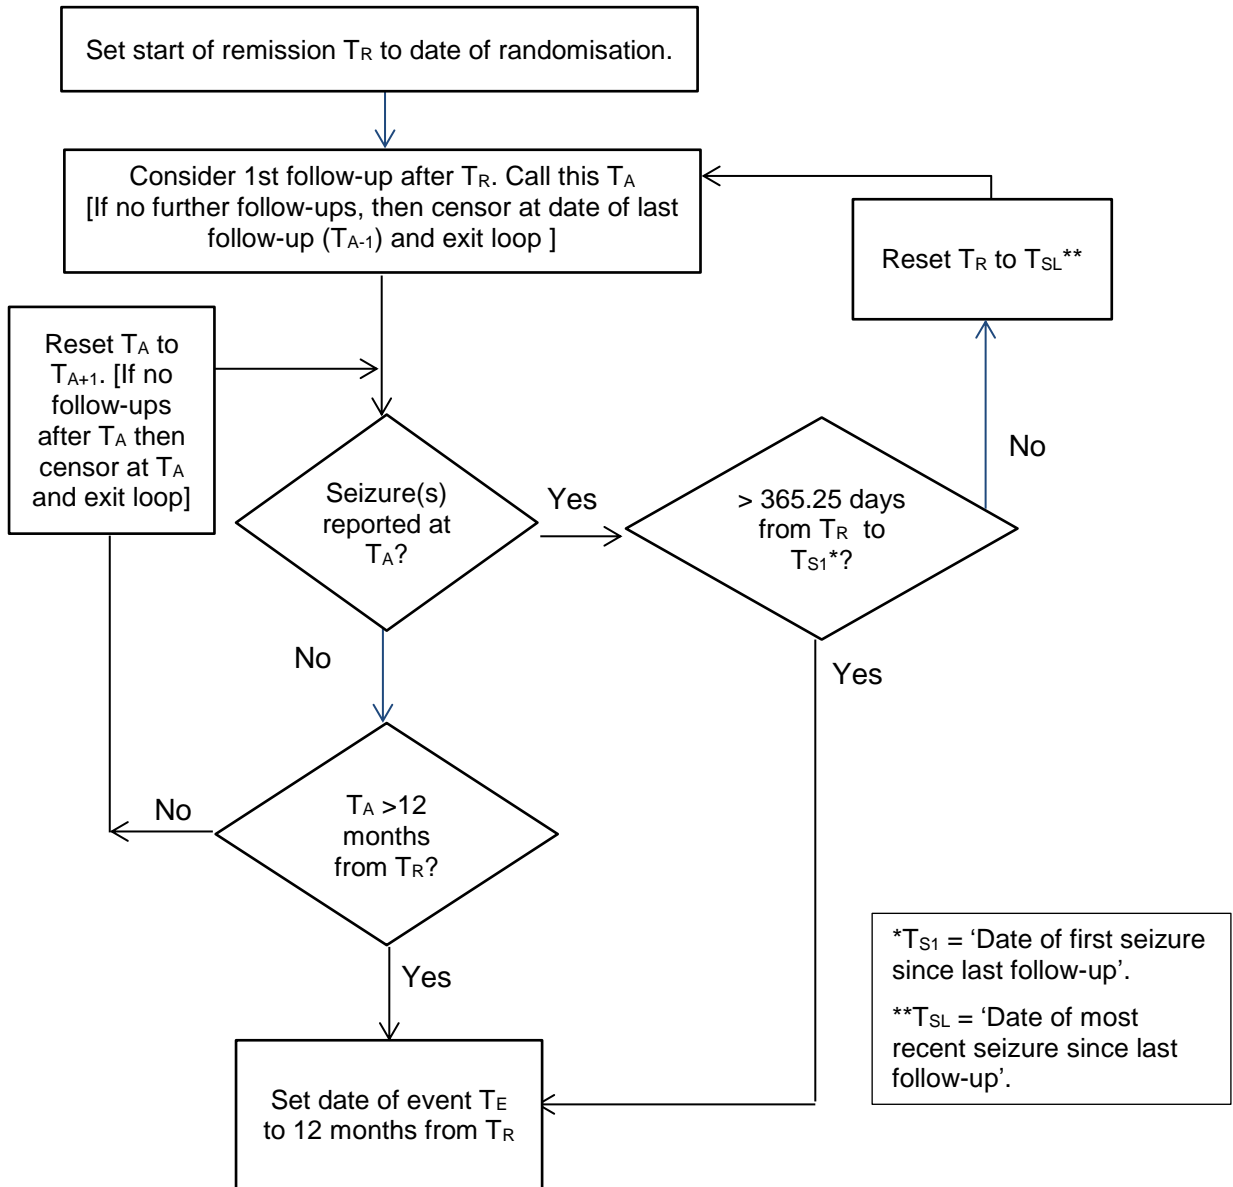 Set start of remission TR to date of randomisation.
Consider 1st follow-up after TR. Call this TA
[If no further follow-ups, then censor at date of last
follow-up (TA-1) and exit loop ]
Reset TR to TSL**
Reset TA to
TA+1. [If no
follow-ups
after TA then
censor at TA
and exit loop]
Seizure(s)
reported at
TA?
Yes
> 365.25 days
from TR to
TS1*?
No
Yes
No
TA >12
months
from TR?
No
Yes
Set date of event TE
to 12 months from TR
*TS1 = ‘Date of first seizure
since last follow-up’.
**TSL = ‘Date of most
recent seizure since last
follow-up’.